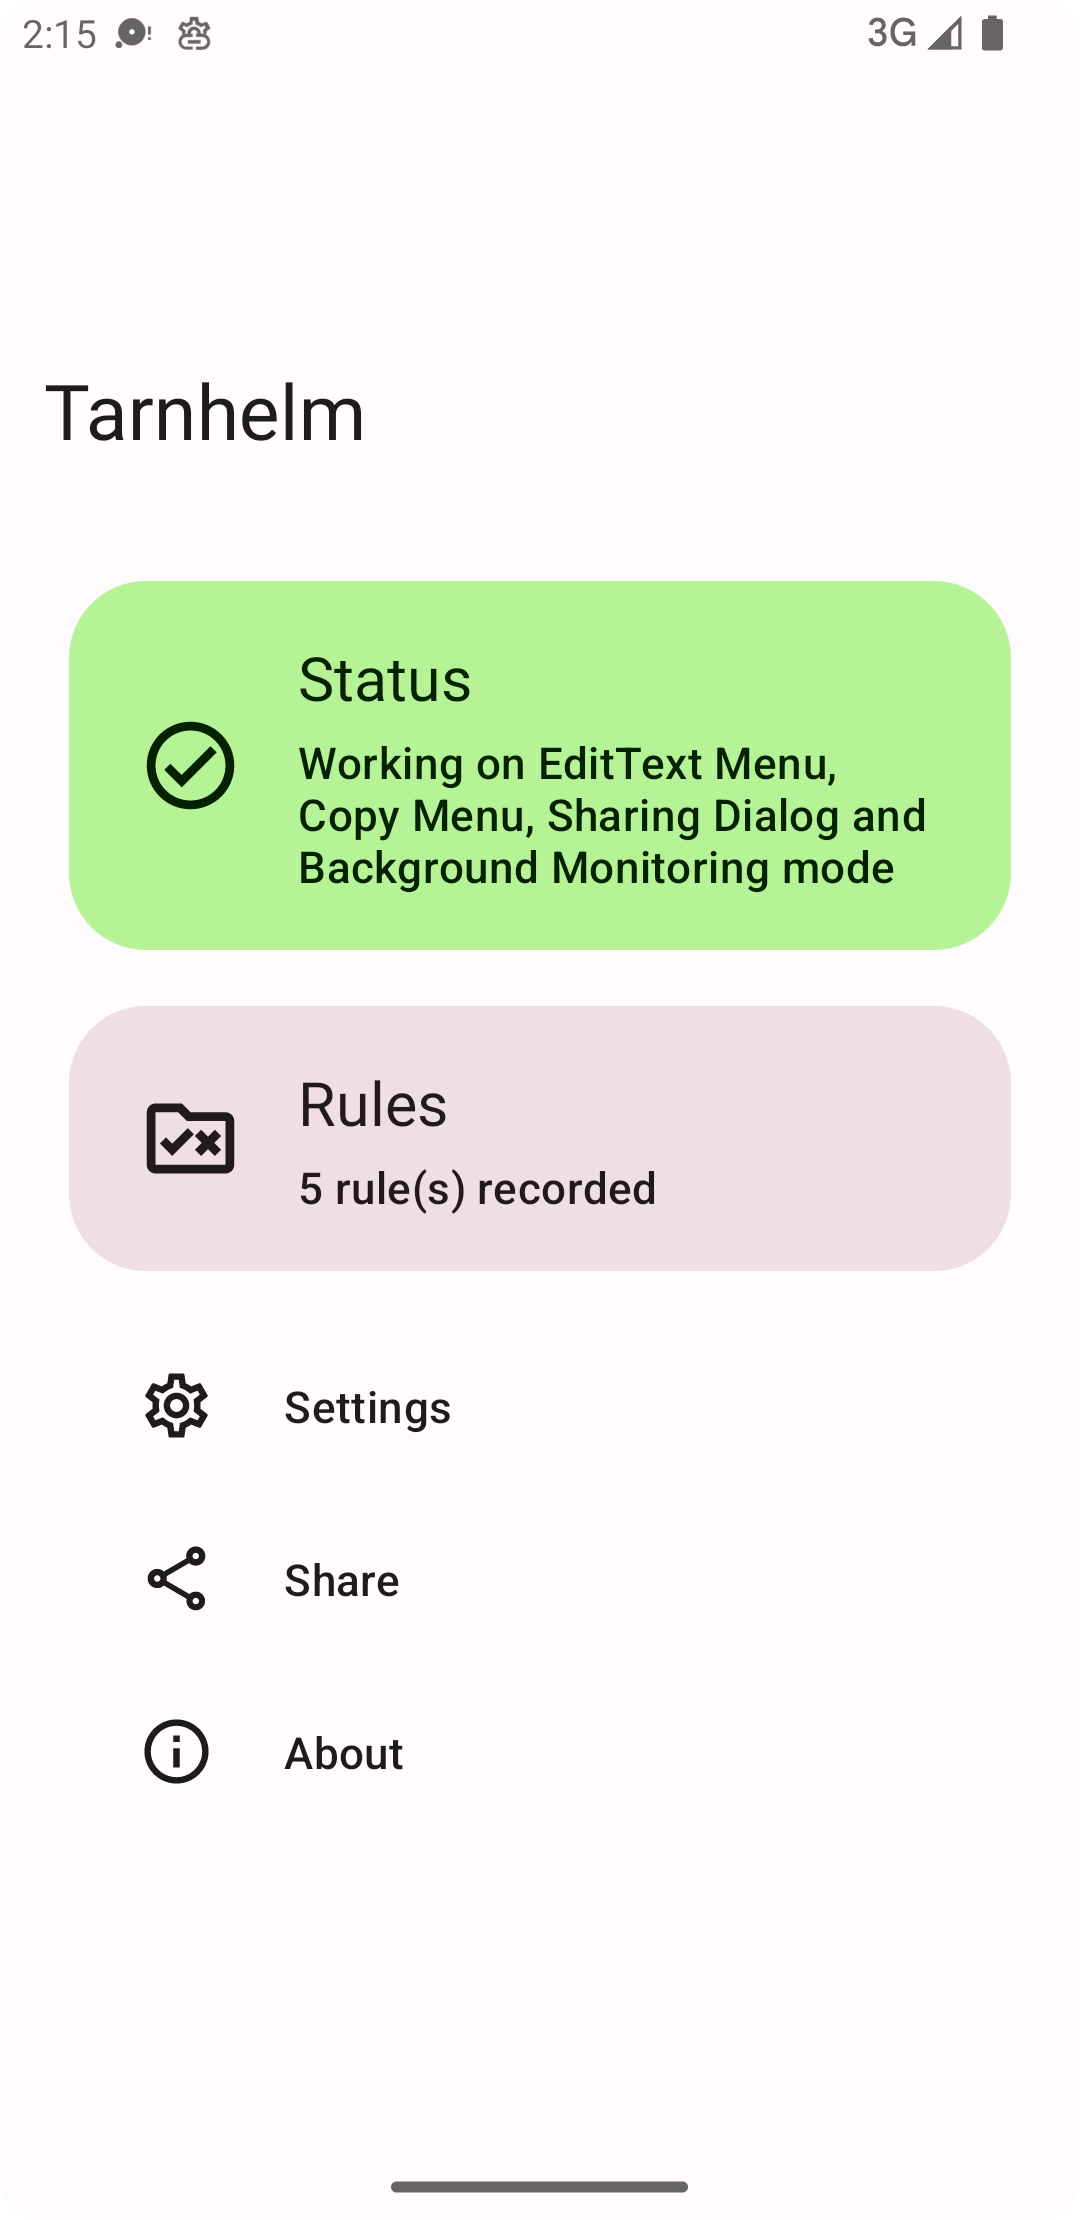 2:15
3G
Tarnhelm
Status
Working on EditText Menu,
Copy Menu, Sharing Dialog and
Background Monitoring mode
Rules
5 rule(s) recorded
Settings
Share
About